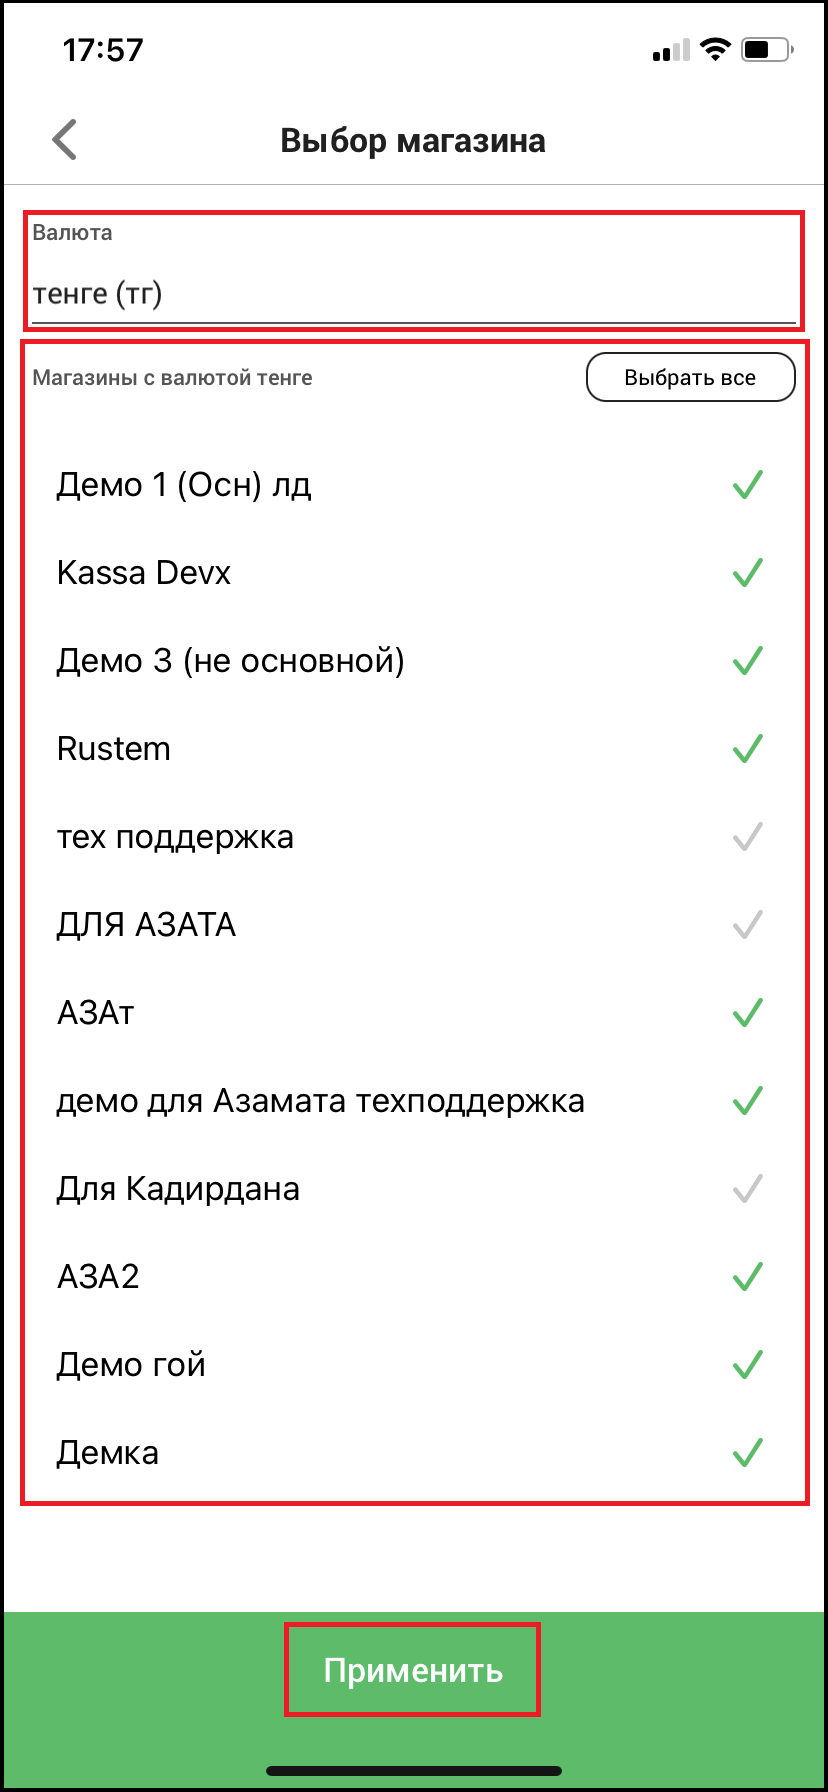 17:57
Выбор магазина
Валюта
тенге (тг)
Магазины с валютой тенге
Выбрать все
Демо 1 (Осн) лд
Kassa Devx
Демо 3 (не основной)
Rustem
тех поддержка
ДЛЯ АЗАТА
АЗАт
демо для Азамата техподдержка
Для Кадирдана
АЗА2
Демо гой
Демка
Применить